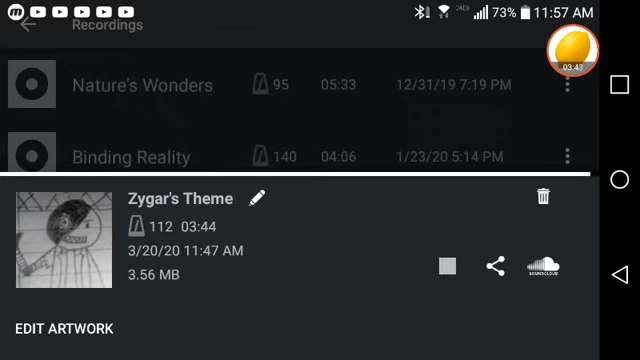 73% 11:57 AM
Recordings
03:43
Nature's Wonders 95 05:33 12/31/19 7:19 PM
Binding Reality 140 04:06 1/23/20 5:14 PM
Zygar's Theme
112 03:44
3/20/20 11:47 AM
3.56 MB
SOUNDCLOUD
EDIT ARTWORK